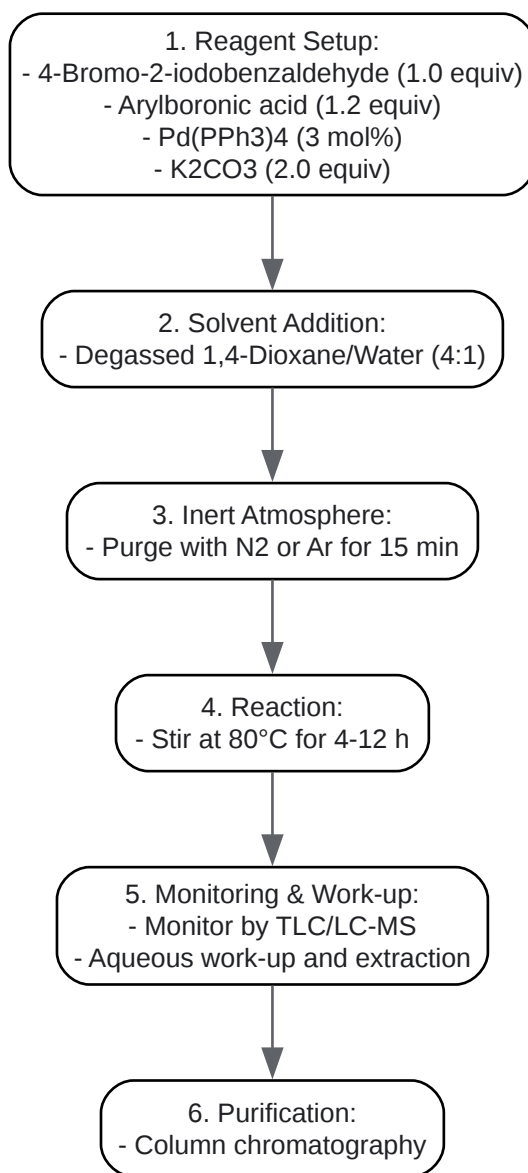 1. Reagent Setup:
- 4-Bromo-2-iodobenzaldehyde (1.0 equiv)
- Arylboronic acid (1.2 equiv)
- Pd(PPh3)4 (3 mol%)
- K2CO3 (2.0 equiv)
2. Solvent Addition:
- Degassed 1,4-Dioxane/Water (4:1)
3. Inert Atmosphere:
- Purge with N2 or Ar for 15 min
4. Reaction:
- Stir at 80°C for 4-12 h
5. Monitoring & Work-up:
- Monitor by TLC/LC-MS
- Aqueous work-up and extraction
6. Purification:
- Column chromatography